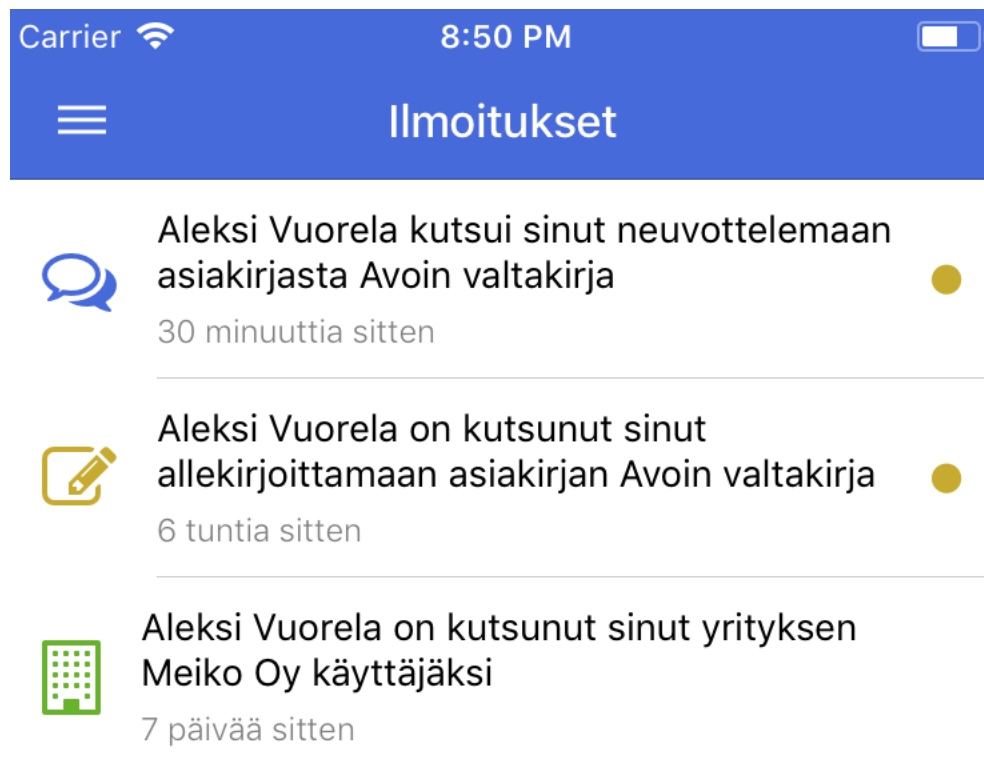 Carrier 8:50 PM
Ilmoitukset
Aleksi Vuorela kutsui sinut neuvottelemaan
asiakirjasta Avoin valtakirja
30 minuuttia sitten
Aleksi Vuorela on kutsunut sinut
allekirjoittamaan asiakirjan Avoin valtakirja
6 tuntia sitten
Aleksi Vuorela on kutsunut sinut yrityksen
Meiko Oy käyttäjäksi
7 päivää sitten